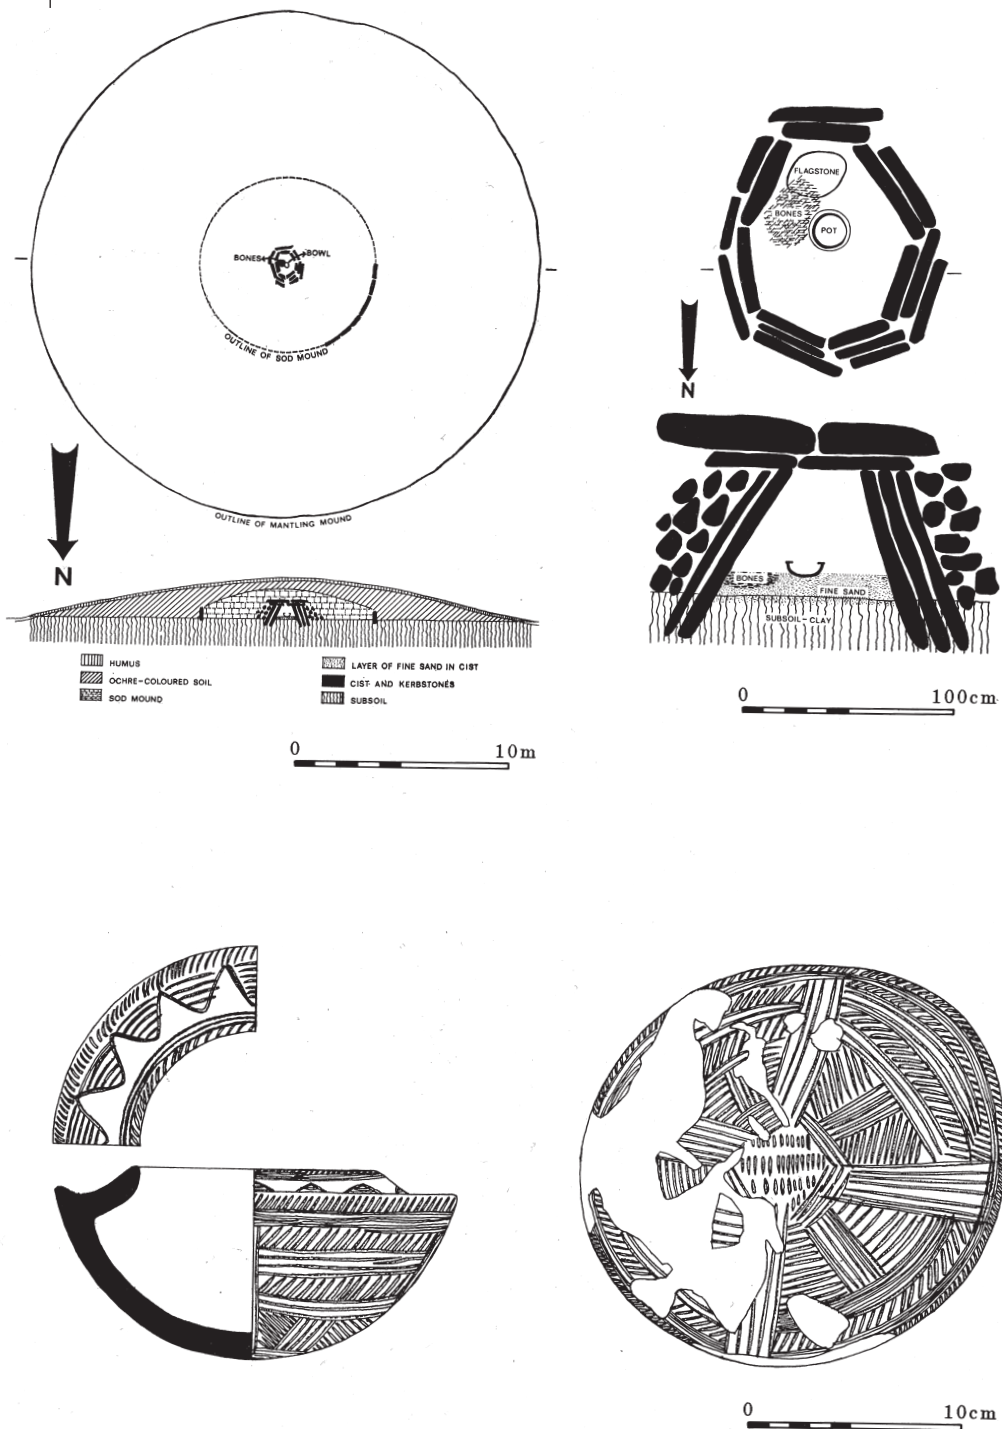 BONES
BOWL
OUTLINE OF SOD MOUND
OUTLINE OF MANTLING MOUND
N
HUMUS
OCHRE-COLOURED SOIL
SOD MOUND
LAYER OF FINE SAND IN CIST
CIST AND KERBSTONES
SUBSOIL
0 10m
FLAGSTONE
BONES
POT
N
BONES
FINE SAND
SUBSOIL-CLAY
0 100cm
0 10cm